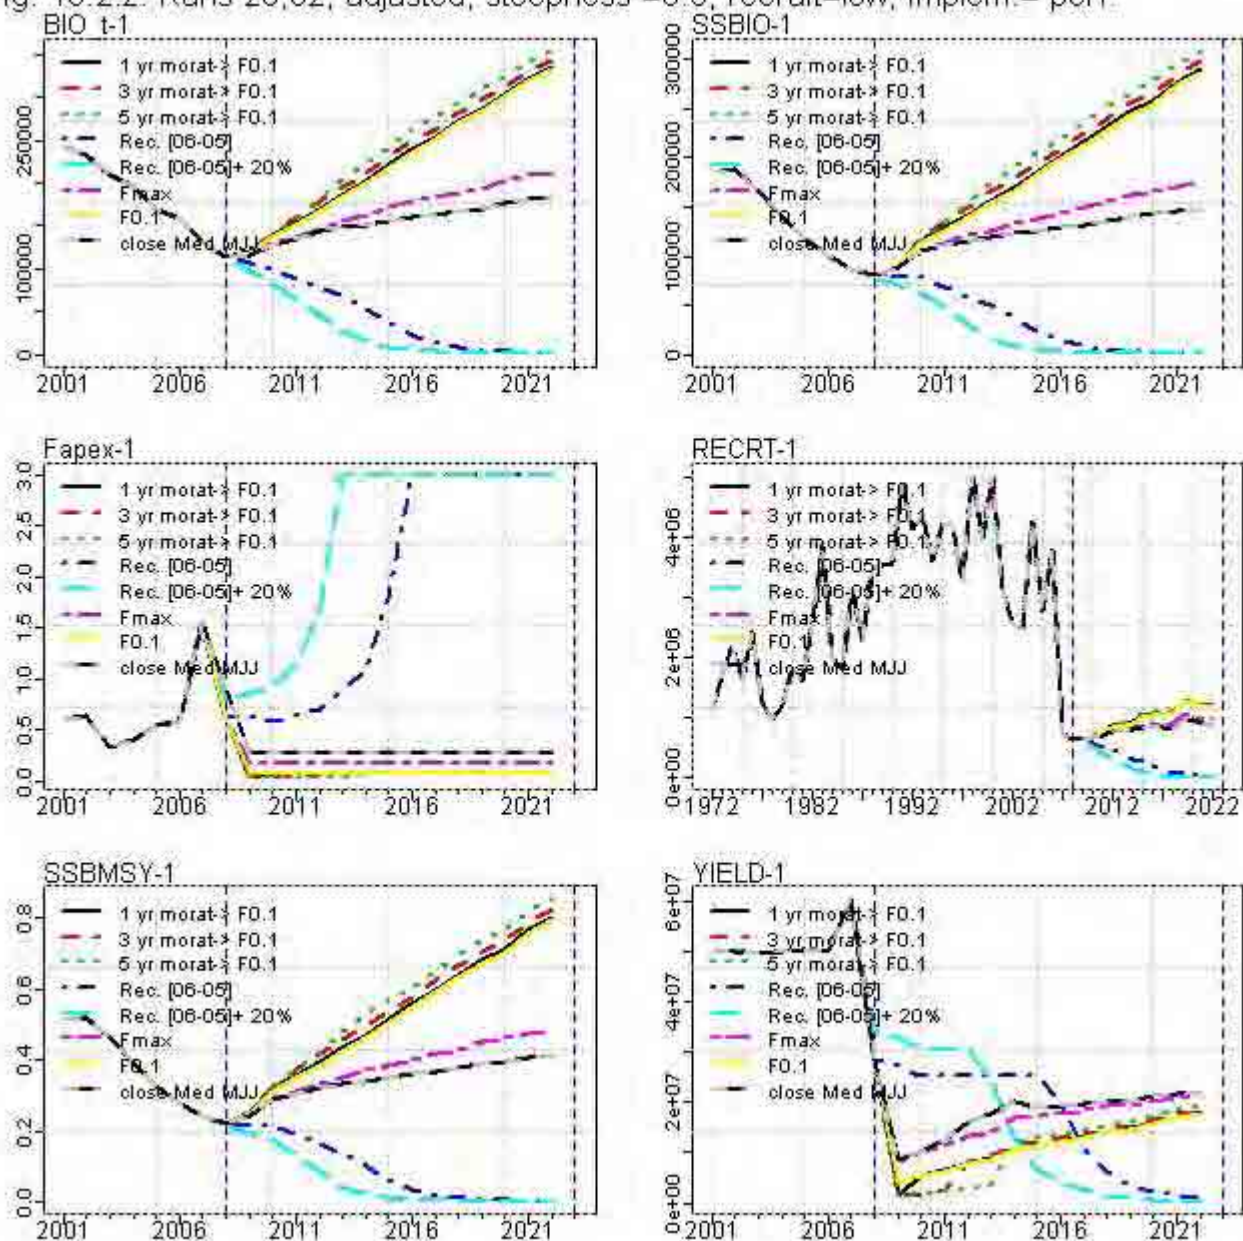 Runs 26,62, adjusted, steepness =0.9, recruit=low, implem.= perf.
BIO_t-1
1 yr morat-> F0.1
3 yr morat-> F0.1
5 yr morat-> F0.1
Rec. [06-05]
Rec. [06-05]+ 20%
Fmax
F0.1
close Med MJJ
0 100000 250000
2001 2006 2011 2016 2021
SSBIO-1
1 yr morat-> F0.1
3 yr morat-> F0.1
5 yr morat-> F0.1
Rec. [06-05]
Rec. [06-05]+ 20%
Fmax
F0.1
close Med MJJ
0 100000 200000 300000
2001 2006 2011 2016 2021
Fapex-1
1 yr morat-> F0.1
3 yr morat-> F0.1
5 yr morat-> F0.1
Rec. [06-05]
Rec. [06-05]+ 20%
Fmax
F0.1
close Med MJJ
0.0 0.5 1.0 1.5 2.0 2.5 3.0
2001 2006 2011 2016 2021
RECRT-1
1 yr morat-> F0.1
3 yr morat-> F0.1
5 yr morat-> F0.1
Rec. [06-05]
Rec. [06-05]+ 20%
Fmax
F0.1
close Med MJJ
0e+00 2e+06 4e+06
1972 1982 1992 2002 2012 2022
SSBMSY-1
1 yr morat-> F0.1
3 yr morat-> F0.1
5 yr morat-> F0.1
Rec. [06-05]
Rec. [06-05]+ 20%
Fmax
F0.1
close Med MJJ
0.0 0.2 0.4 0.6 0.8
2001 2006 2011 2016 2021
YIELD-1
1 yr morat-> F0.1
3 yr morat-> F0.1
5 yr morat-> F0.1
Rec. [06-05]
Rec. [06-05]+ 20%
Fmax
F0.1
close Med MJJ
0e+00 2e+07 4e+07 6e+07
2001 2006 2011 2016 2021